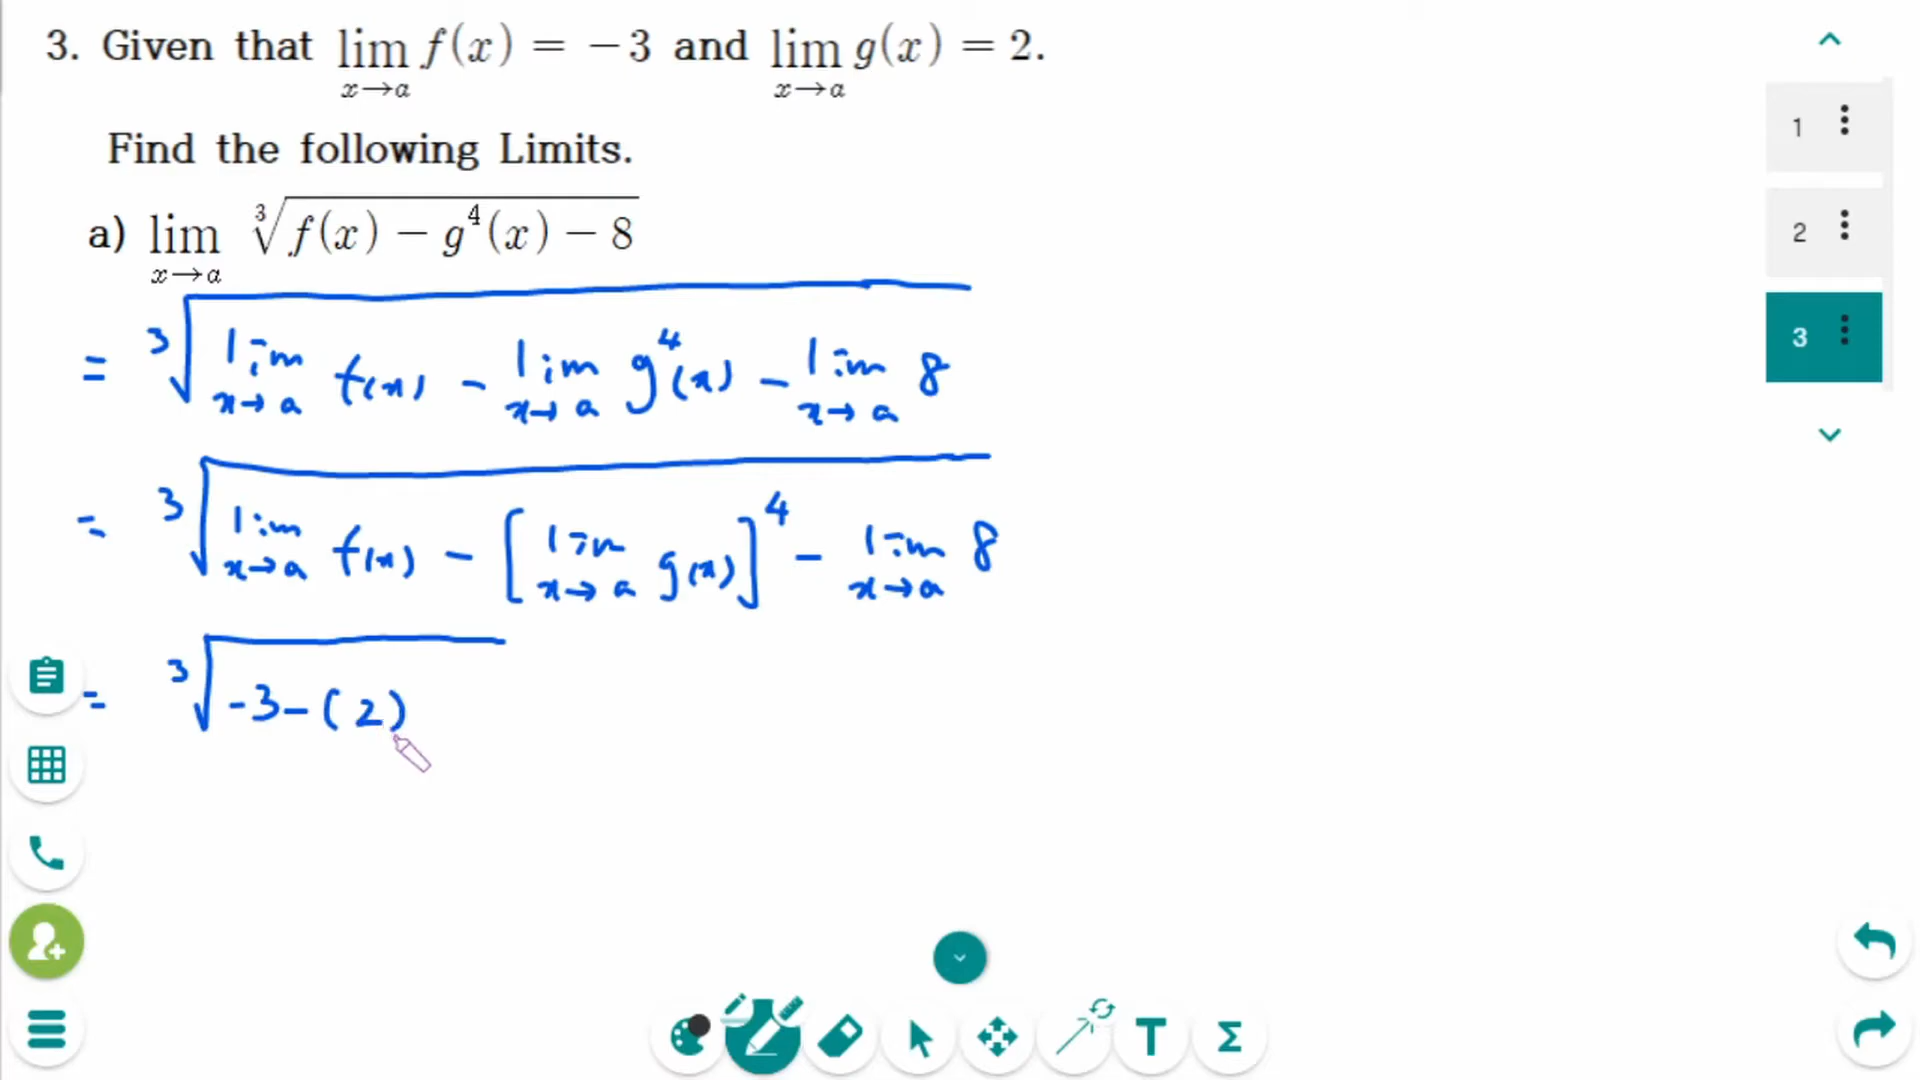 3. Given that lim f(x) = −3 and lim g(x) = 2.
x→a x→a
Find the following Limits.
a) lim ∛(f(x) − g⁴(x) − 8)
x→a
= ∛(lim f(x) - lim g⁴(x) - lim 8)
x→a x→a x→a
= ∛(lim f(x) - [lim g(x)]⁴ - lim 8)
x→a x→a x→a
= ∛(-3-(2)
1
2
3
T
Σ